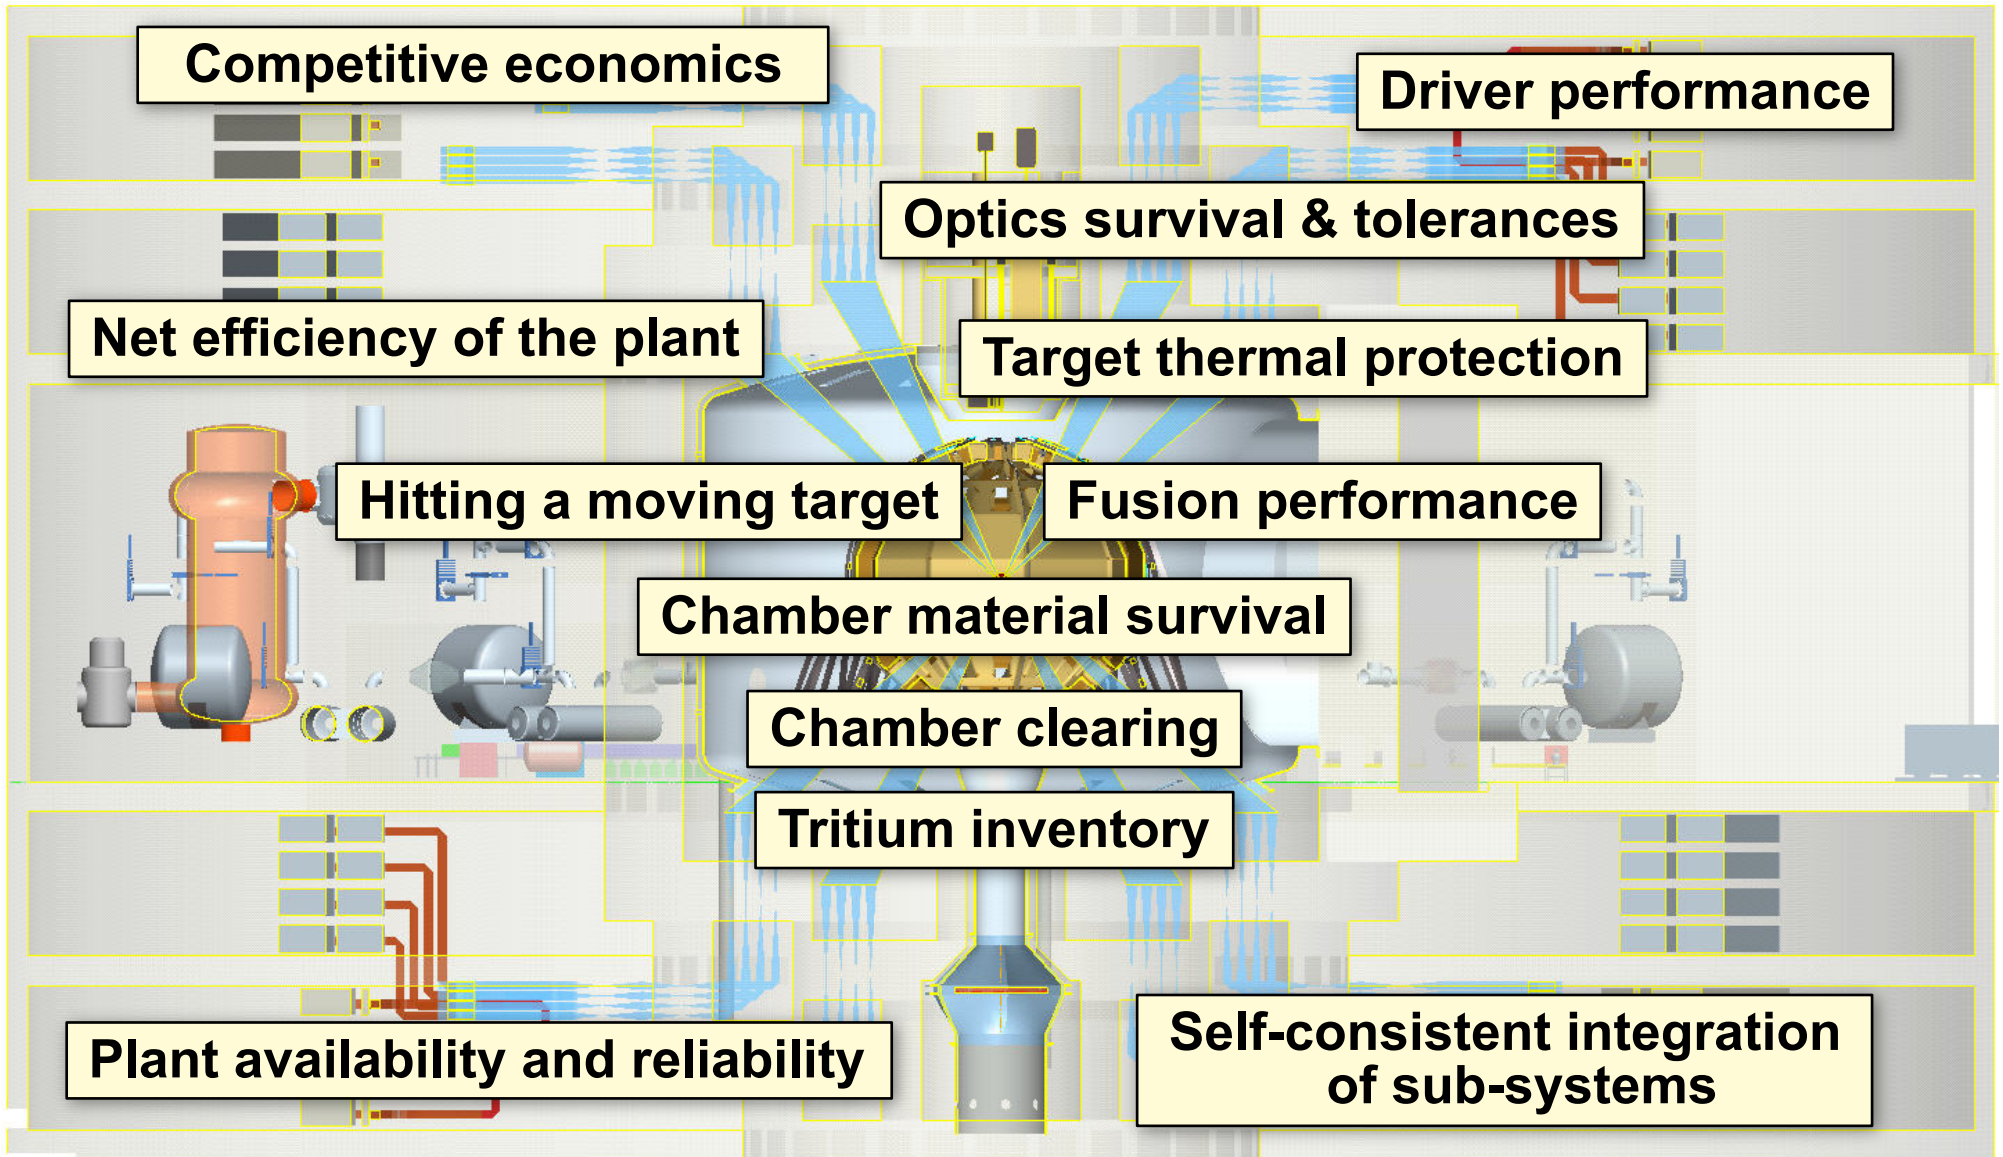 Competitive economics
Driver performance
Optics survival & tolerances
Net efficiency of the plant
Target thermal protection
Hitting a moving target
Fusion performance
Chamber material survival
Chamber clearing
Tritium inventory
Plant availability and reliability
Self-consistent integration
of sub-systems